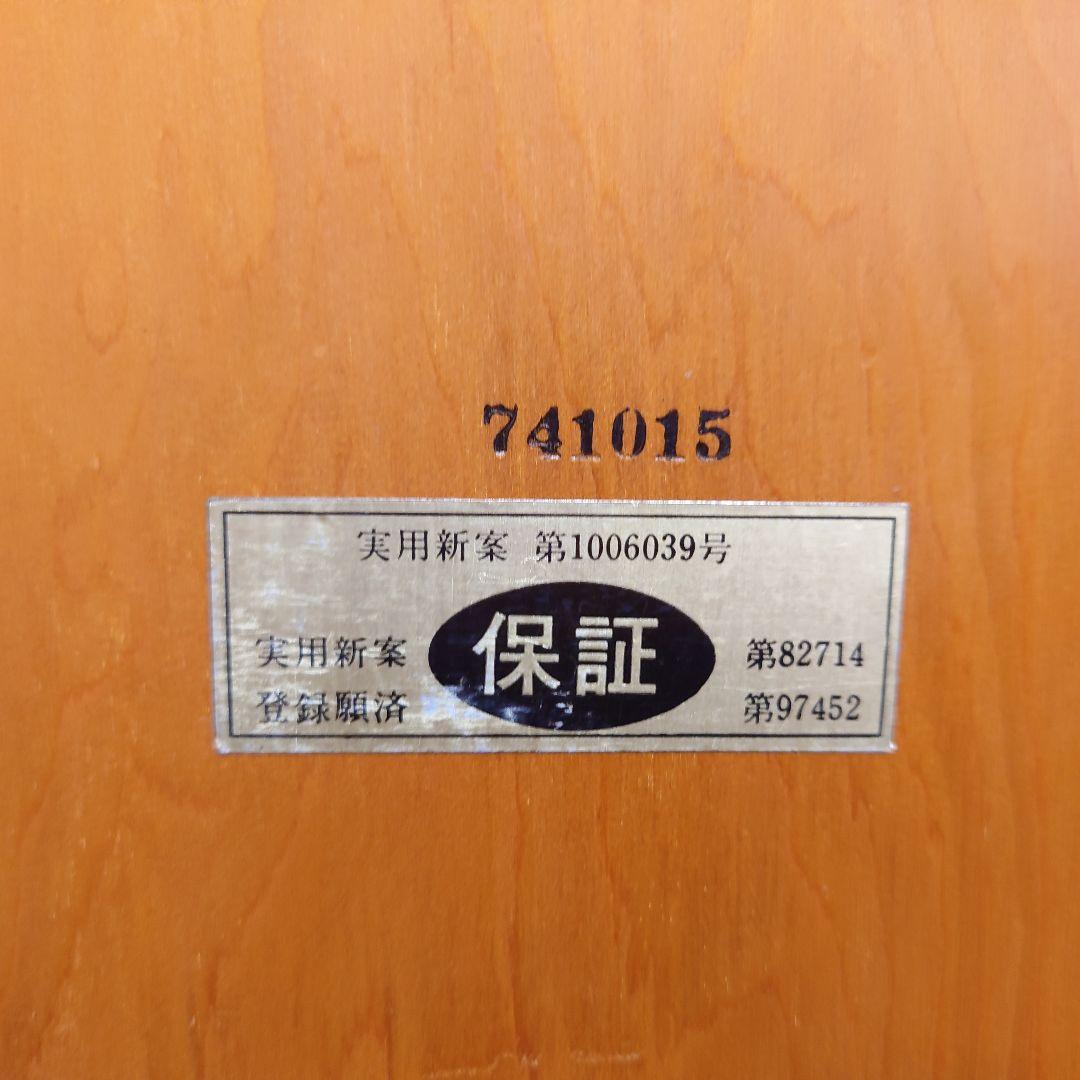 741015
実用新案 第1006039号
保証
実用新案 第82714
登録願済 第97452